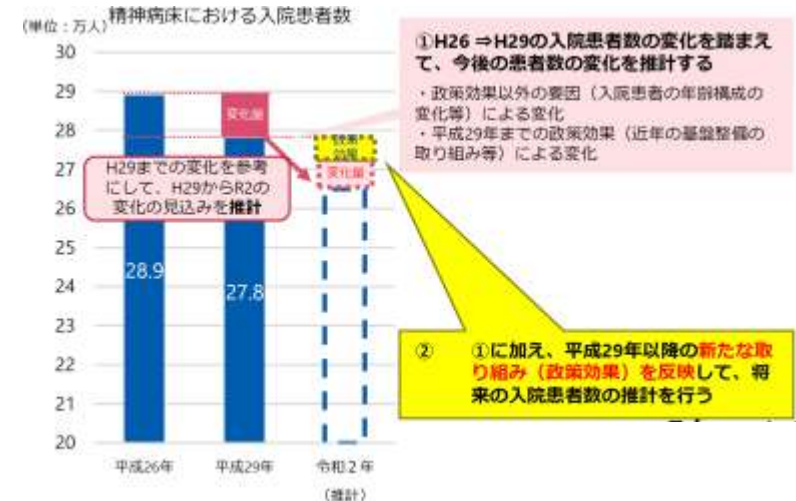 精神病床における入院患者数
(単位：万人)
30
29
28
27
26
25
24
23
22
21
20
変化量
政策
効果
変化量
H29までの変化を参考
にして、H29からR2の
変化の見込みを推計
28.9
27.8
平成26年
平成29年
令和２年
(推計)
①H26 ⇒H29の入院患者数の変化を踏まえ
て、今後の患者数の変化を推計する
・政策効果以外の要因（入院患者の年齢構成の
変化等）による変化
・平成29年までの政策効果（近年の基盤整備の
取り組み等）による変化
② ①に加え、平成29年以降の新たな取
り組み（政策効果）を反映して、将
来の入院患者数の推計を行う